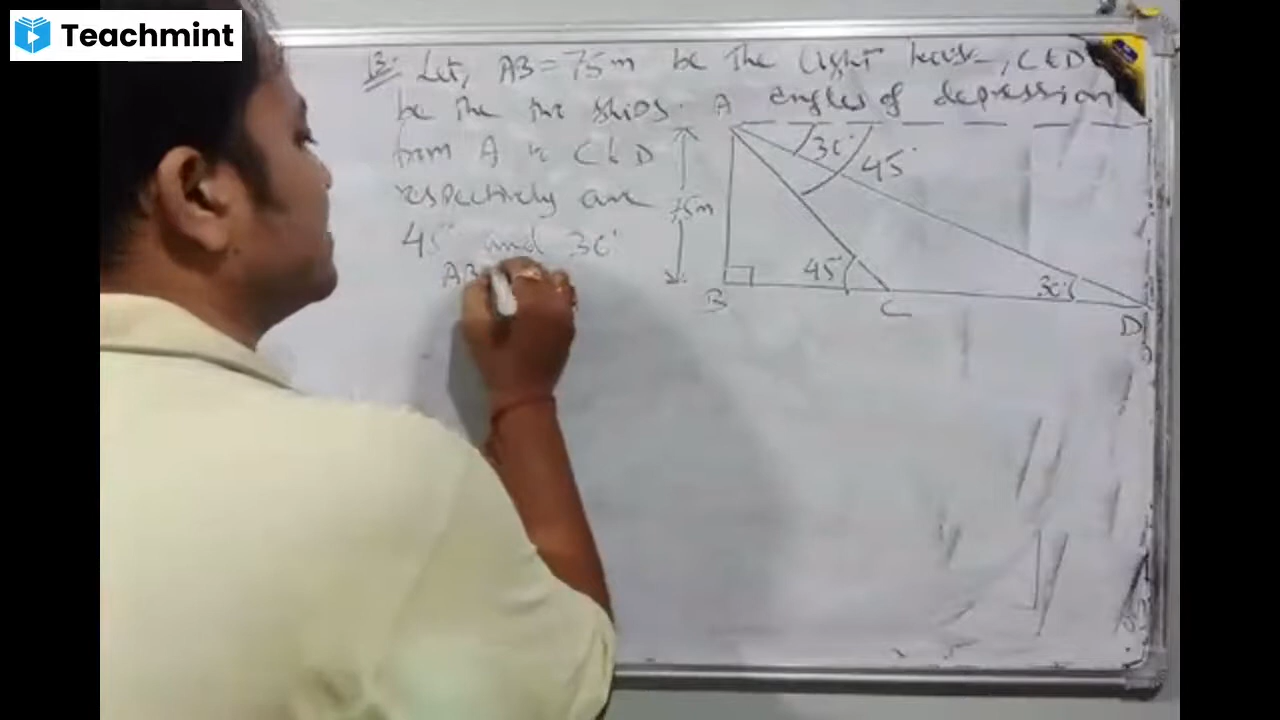 Teachmint
13. Let, AB = 75m be the light house, C & D
be the two ships. A angles of depression
from A to C & D
respectively are
45° and 30°
30°
45°
75m
45°
30°
B
C
D
AB